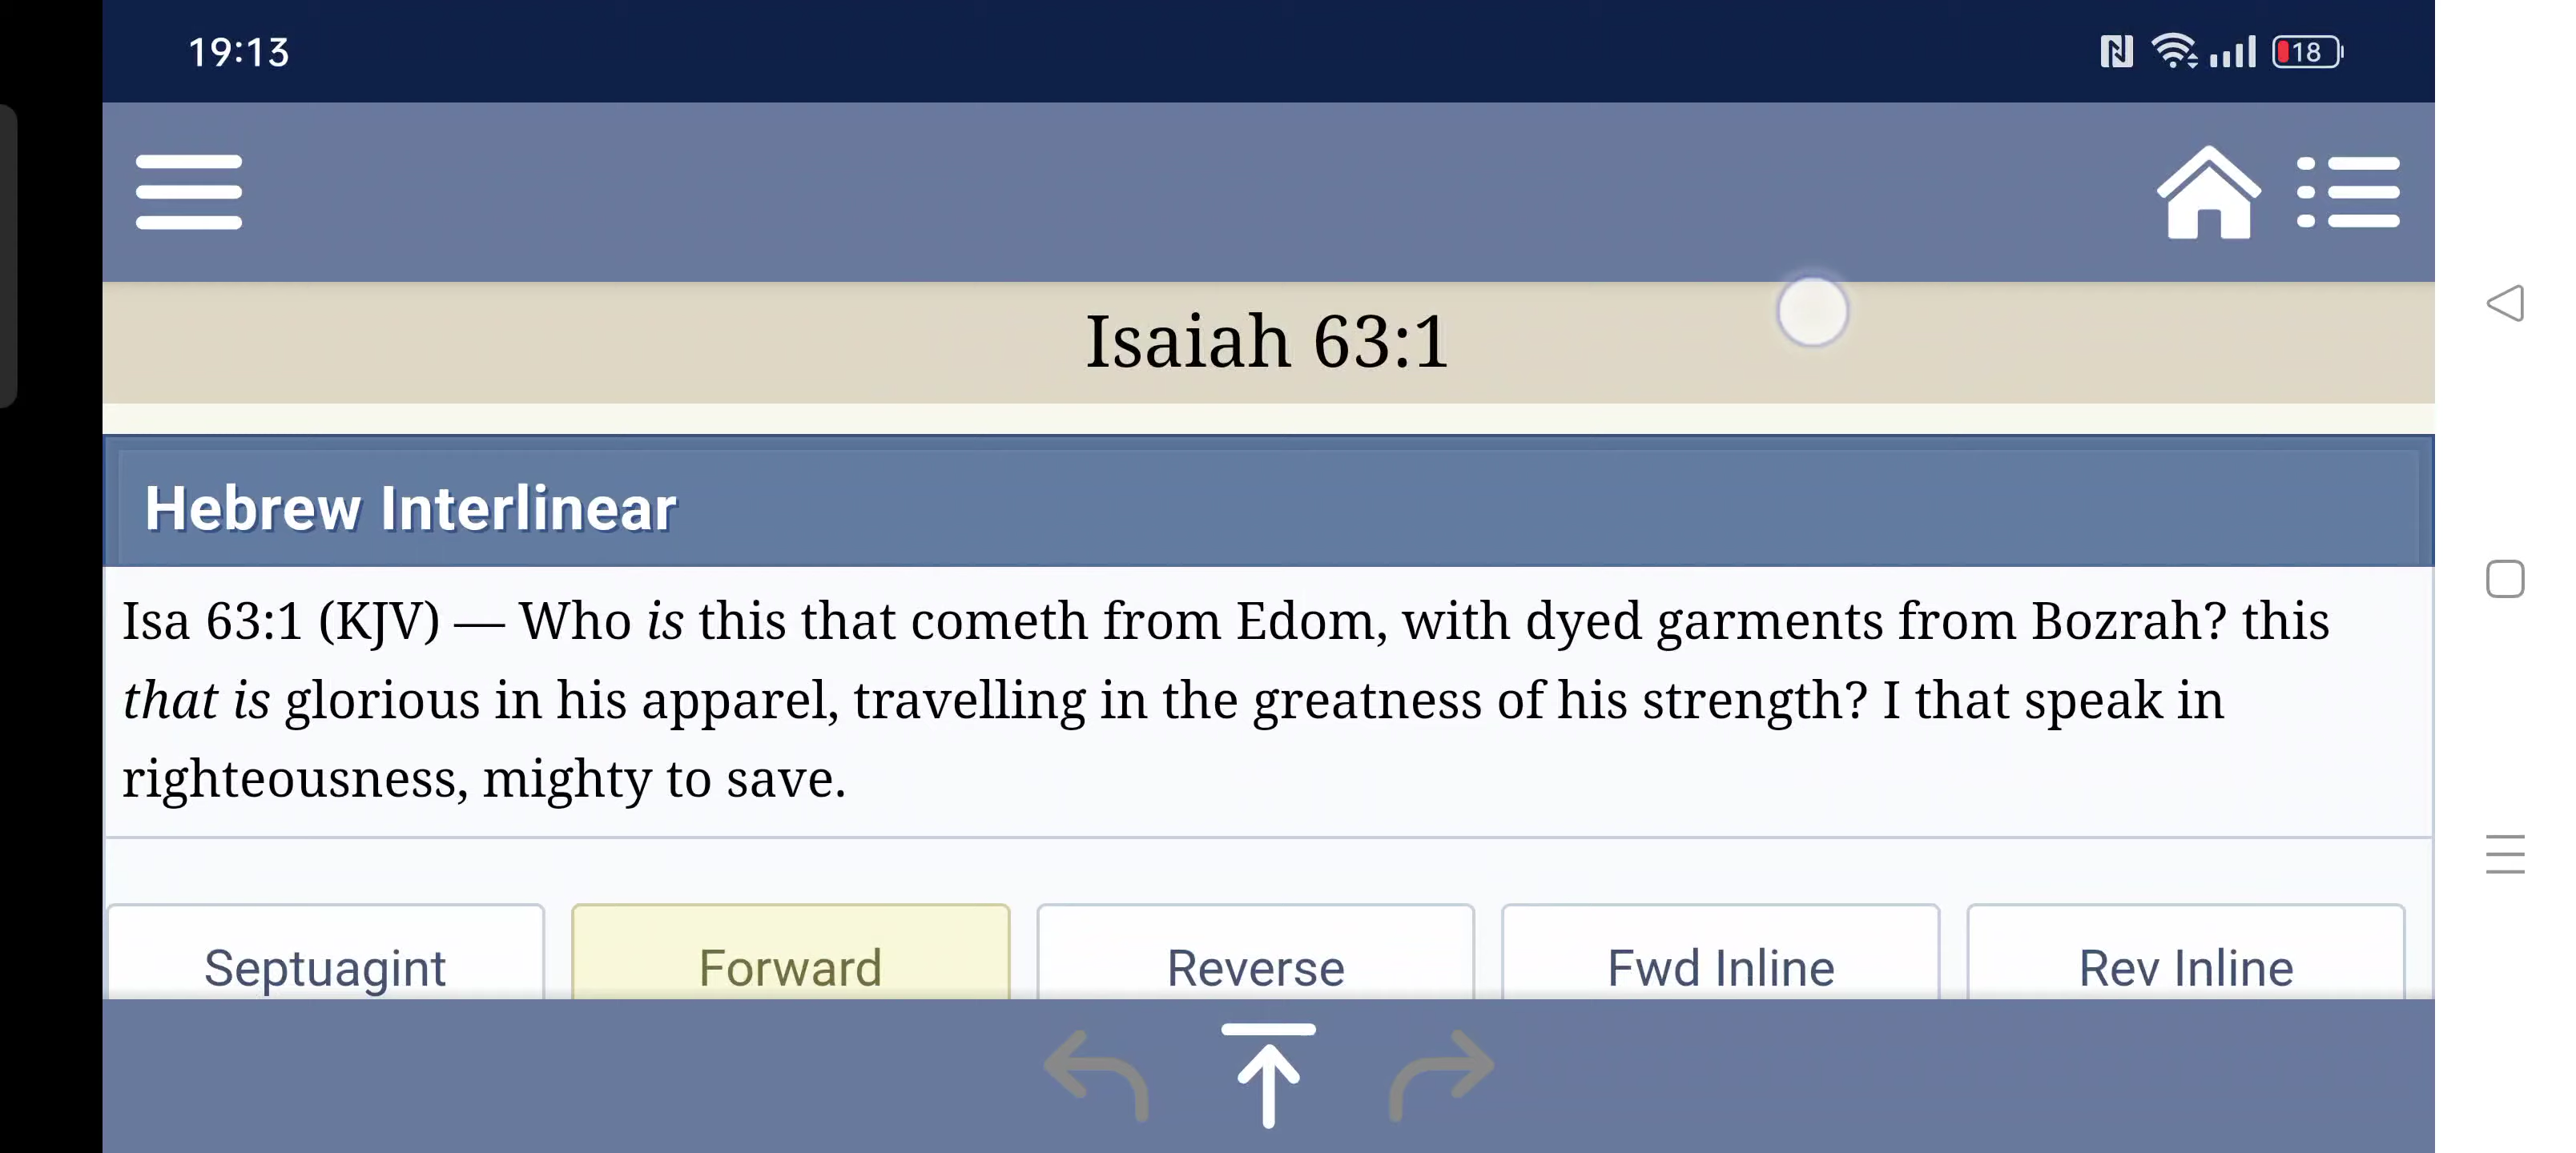 19:13
18
Isaiah 63:1
Hebrew Interlinear
Isa 63:1 (KJV) — Who is this that cometh from Edom, with dyed garments from Bozrah? this
that is glorious in his apparel, travelling in the greatness of his strength? I that speak in
righteousness, mighty to save.
Septuagint Forward Reverse Fwd Inline Rev Inline